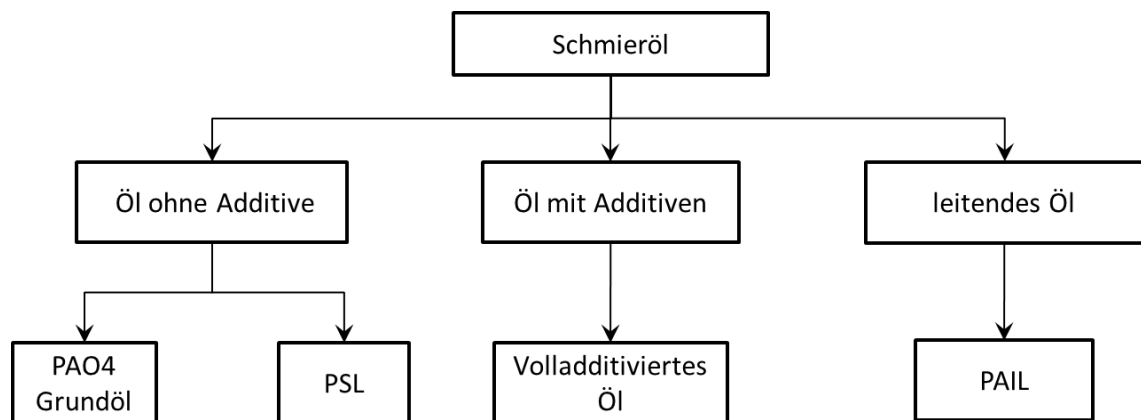 Schmieröl
Öl ohne Additive
Öl mit Additiven
leitendes Öl
PAO4
Grundöl
PSL
Volladditiviertes
Öl
PAIL